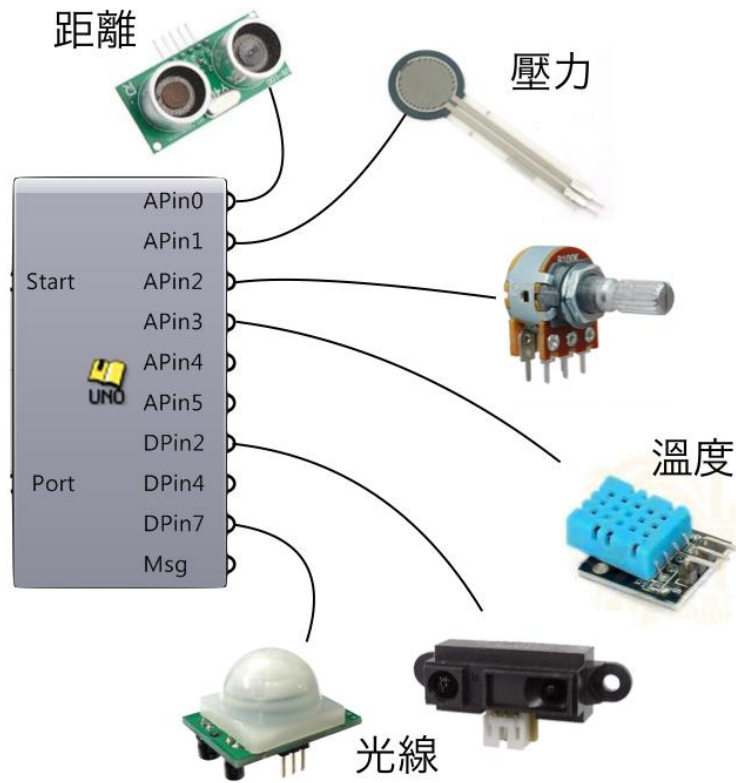 距離
壓力
APin0
APin1
Start
APin2
APin3
APin4
UNO
APin5
DPin2
溫度
Port
DPin4
DPin7
Msg
光線